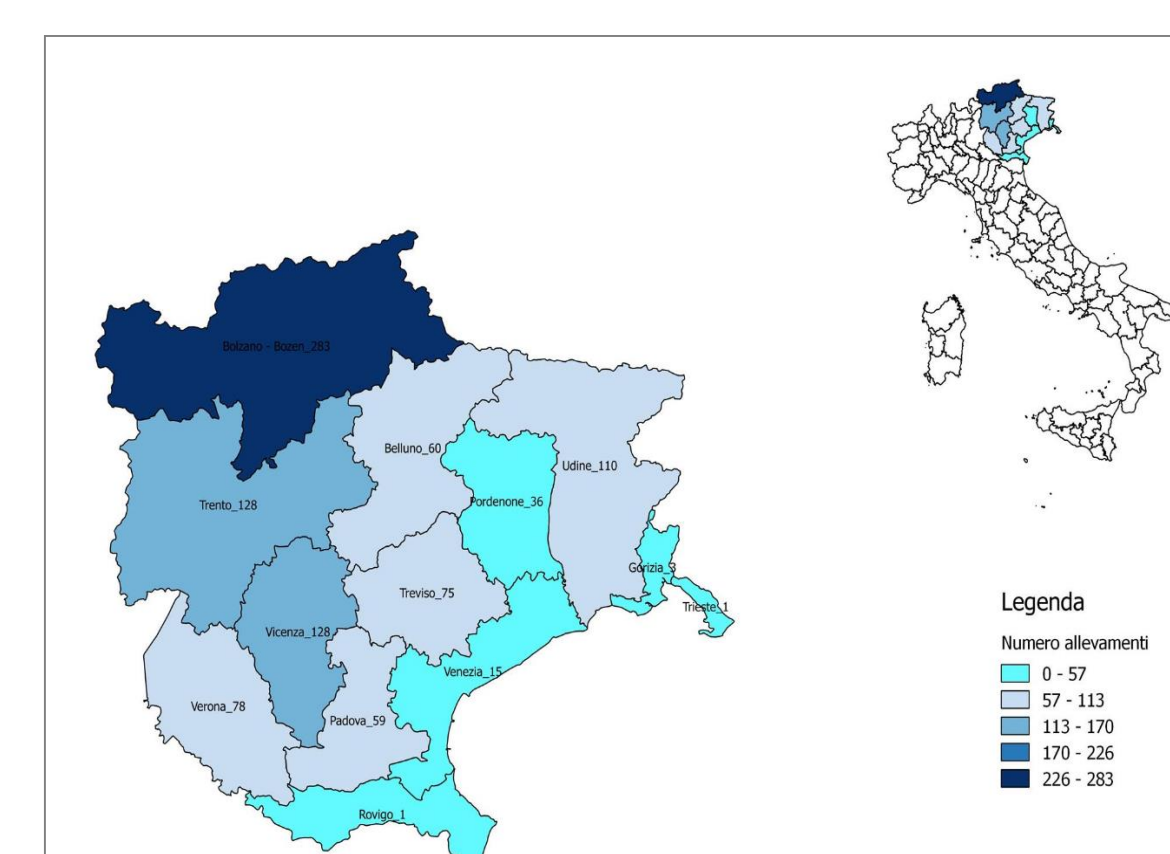 Bolzano - Bozen_283
Belluno_60
Udine_110
Pordenone_36
Trento_128
Gorizia_3
Treviso_75
Trieste_1
Vicenza_128
Venezia_15
Verona_78
Padova_59
Rovigo_1
Legenda
Numero allevamenti
0 - 57
57 - 113
113 - 170
170 - 226
226 - 283